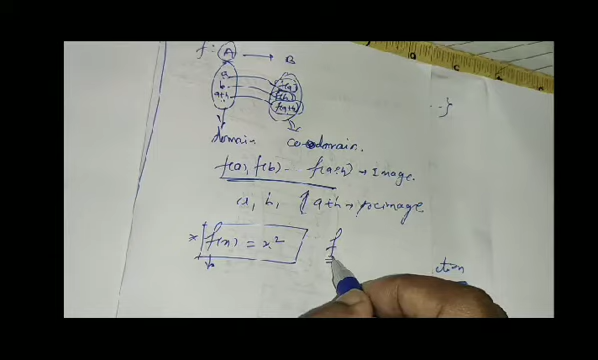 f: A → B
a f(a)
b f(b)
a+h f(a+h)
domain co-domain.
f(a), f(b) - f(a+h) → Image.
a, b, a+h → preimage
* f(x) = x² f